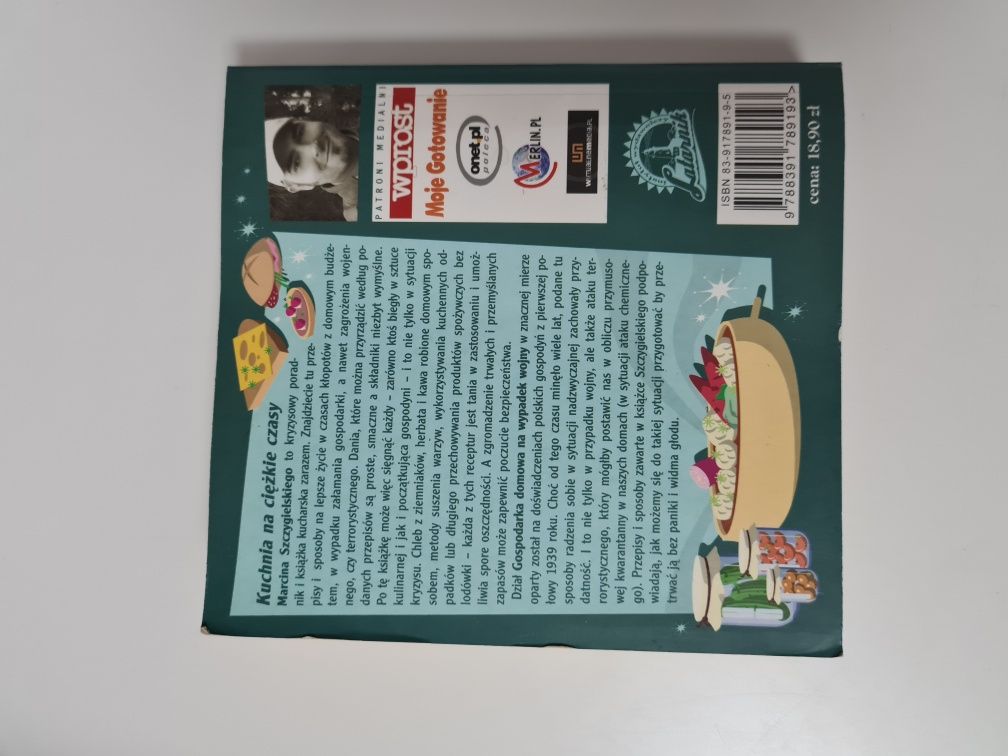 Kuchnia na ciężkie czasy
Marcina Szczygielskiego to kryzysowy porad-
nik i książka kucharska zarazem. Znajdziecie tu prze-
pisy i sposoby na lepsze życie w czasach kłopotów z domowym budże-
tem, w wypadku załamania gospodarki, a nawet zagrożenia wojen-
nego, czy terrorystycznego. Dania, które można przyrządzić według po-
danych przepisów są proste, smaczne a składniki niezbyt wymyślne.
Po tę książkę może więc sięgnąć każdy – zarówno ktoś biegły w sztuce
kulinarnej i jak i początkująca gospodyni – i to nie tylko w sytuacji
kryzysu. Chleb z ziemniaków, herbata i kawa robione domowym spo-
sobem, metody suszenia warzyw, wykorzystywania kuchennych od-
padków lub długiego przechowywania produktów spożywczych bez
lodówki – każda z tych receptur jest tania w zastosowaniu i umoż-
liwia spore oszczędności. A zgromadzenie trwałych i przemyślanych
zapasów może zapewnić poczucie bezpieczeństwa.
Dział Gospodarka domowa na wypadek wojny w znacznej mierze
oparty został na doświadczeniach polskich gospodyń z pierwszej po-
łowy 1939 roku. Choć od tego czasu minęło wiele lat, podane tu
sposoby radzenia sobie w sytuacji nadzwyczajnej zachowały przy-
datność. I to nie tylko w przypadku wojny, ale także ataku ter-
rorystycznego, który mógłby postawić nas w obliczu przymuso-
wej kwarantanny w naszych domach (w sytuacji ataku chemiczne-
go). Przepisy i sposoby zawarte w książce Szczygielskiego podpo-
wiadają, jak możemy się do takiej sytuacji przygotować by prze-
trwać ją bez paniki i widma głodu.
PATRONI MEDIALNI
wprost
Moje Gotowanie
onet.pl
poleca
MERLIN.PL
WIRTUALNEMEDIA.PL
Latarnik
ISBN 83-917891-9-5
9 788391 789193 >
cena: 18,90 zł